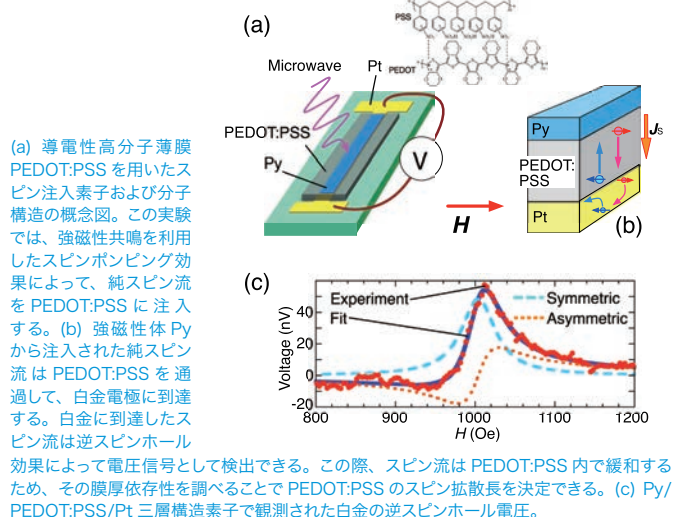 (a)
PSS
PEDOT
Microwave
Pt
PEDOT:PSS
Py
V
H
Py
PEDOT:
PSS
Pt
Js
(b)
(c)
Experiment
Fit
Symmetric
Asymmetric
Voltage (nV)
40
20
0
-20
800
900
1000
1100
1200
H (Oe)
(a) 導電性高分子薄膜
PEDOT:PSS を用いたス
ピン注入素子および分子
構造の概念図。この実験
では、強磁性共鳴を利用
したスピンポンピング効
果によって、純スピン流
を PEDOT:PSS に 注 入
する。(b) 強磁性体 Py
から注入された純スピン
流 は PEDOT:PSS を 通
過して、白金電極に到達
する。白金に到達したス
ピン流は逆スピンホール
効果によって電圧信号として検出できる。この際、スピン流は PEDOT:PSS 内で緩和する
ため、その膜厚依存性を調べることで PEDOT:PSS のスピン拡散長を決定できる。(c) Py/
PEDOT:PSS/Pt 三層構造素子で観測された白金の逆スピンホール電圧。